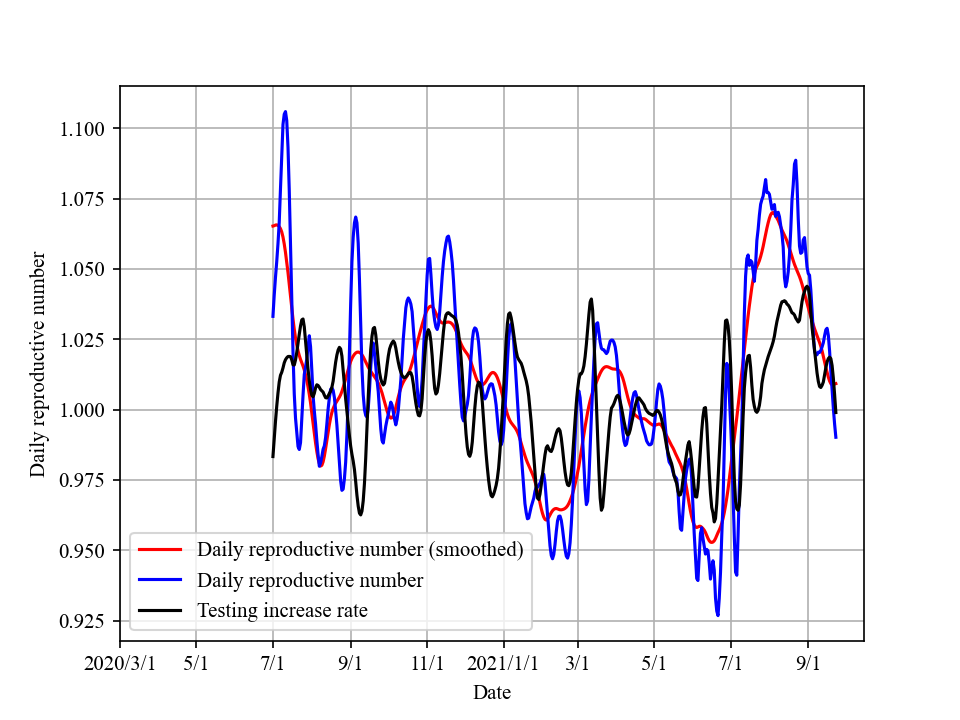 1.100
1.075
1.050
1.025
1.000
0.975
0.950
0.925
Daily reproductive number
Daily reproductive number (smoothed)
Daily reproductive number
Testing increase rate
2020/3/1 5/1 7/1 9/1 11/1 2021/1/1 3/1 5/1 7/1 9/1
Date